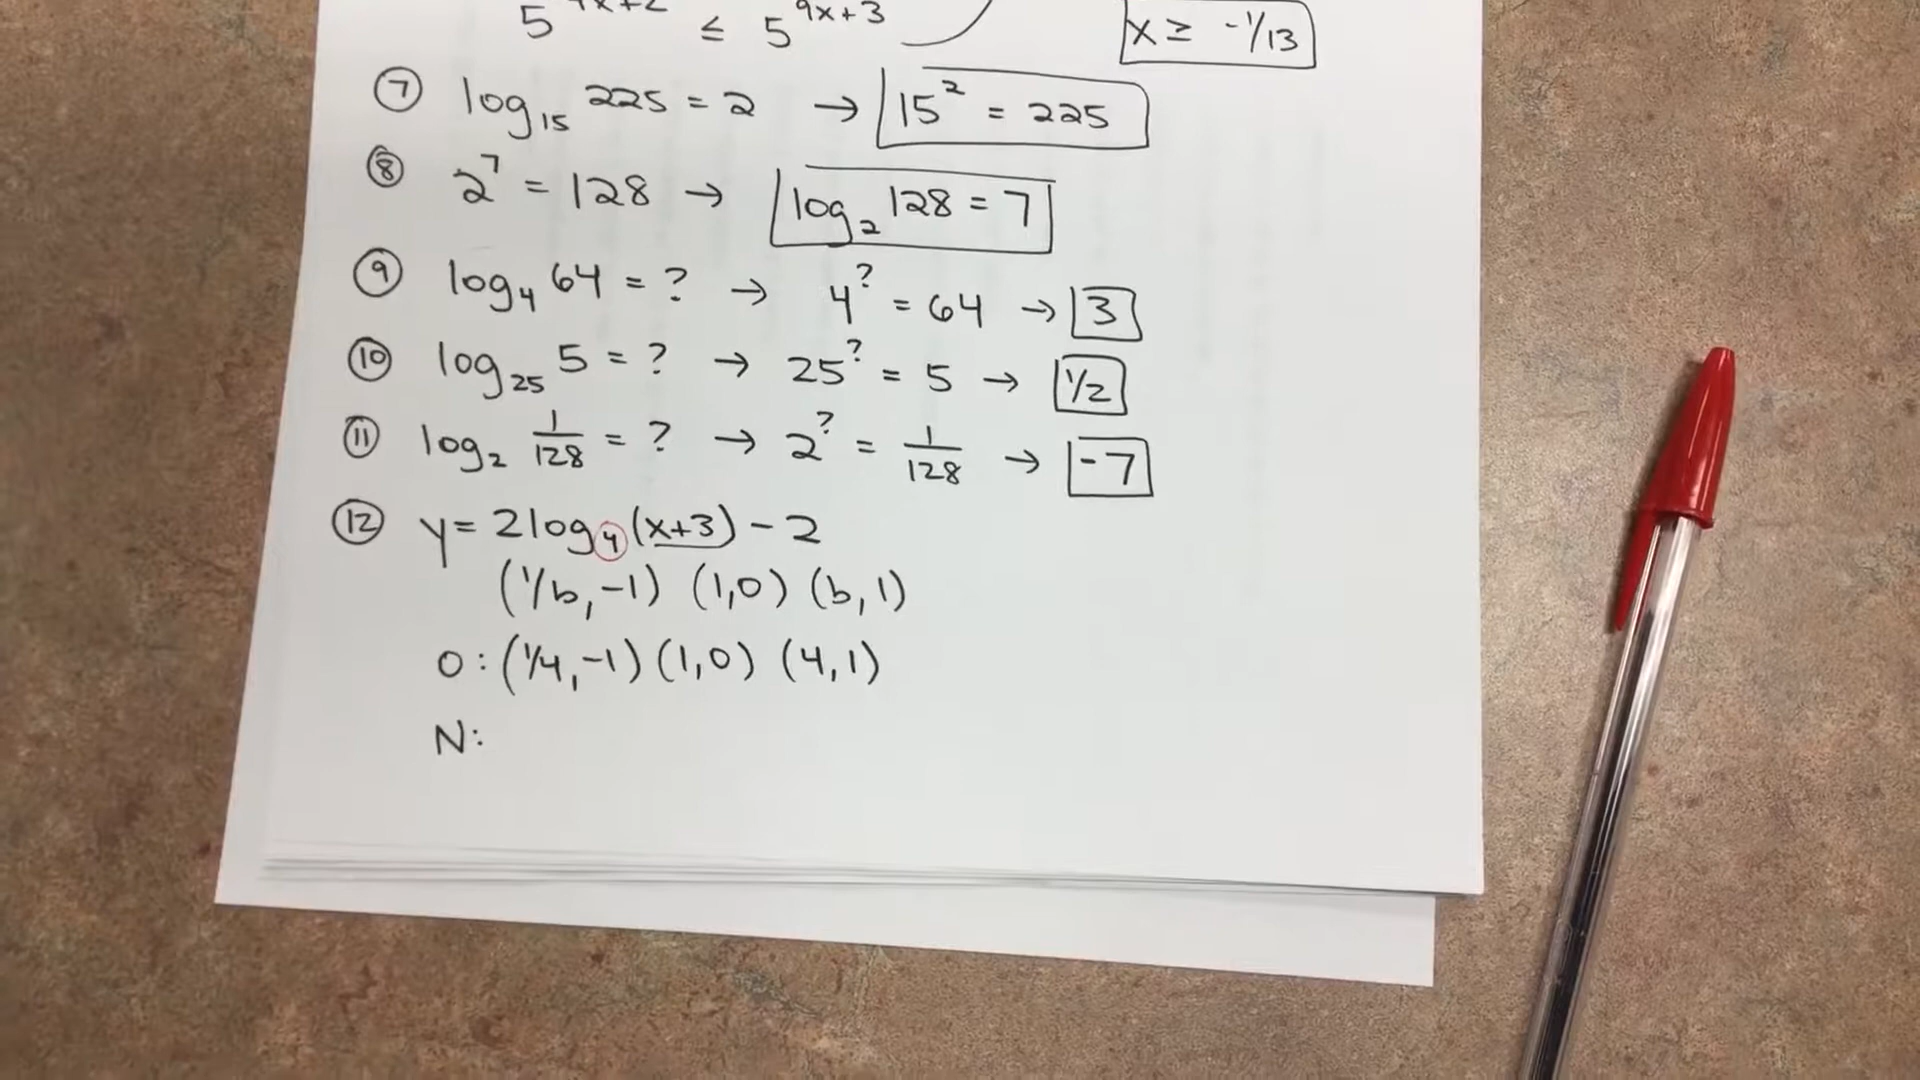 5 ≤ 5^(9x+3) x ≥ -1/13
⑦ log₁₅ 225 = 2 → 15² = 225
⑧ 2⁷ = 128 → log₂ 128 = 7
⑨ log₄ 64 = ? → 4^? = 64 → 3
⑩ log₂₅ 5 = ? → 25^? = 5 → 1/2
⑪ log₂ 1/128 = ? → 2^? = 1/128 → -7
⑫ y = 2log₄(x+3) - 2
(1/b, -1) (1,0) (b, 1)
O: (1/4, -1) (1,0) (4, 1)
N: